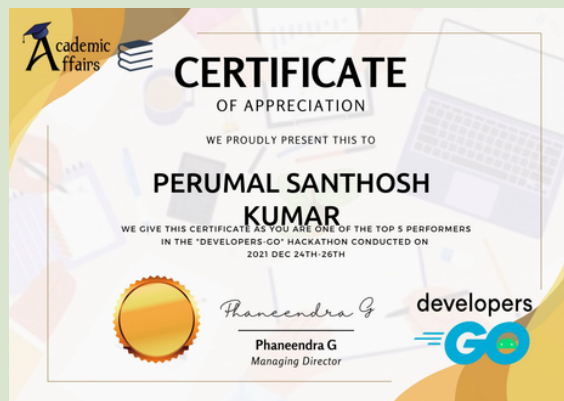 Academic
Affairs
CERTIFICATE
OF APPRECIATION
WE PROUDLY PRESENT THIS TO
PERUMAL SANTHOSH
KUMAR
WE GIVE THIS CERTIFICATE AS YOU ARE ONE OF THE TOP 5 PERFORMERS
IN THE "DEVELOPERS-GO" HACKATHON CONDUCTED ON
2021 DEC 24TH-26TH
Phaneendra G
Phaneendra G
Managing Director
developers
GO